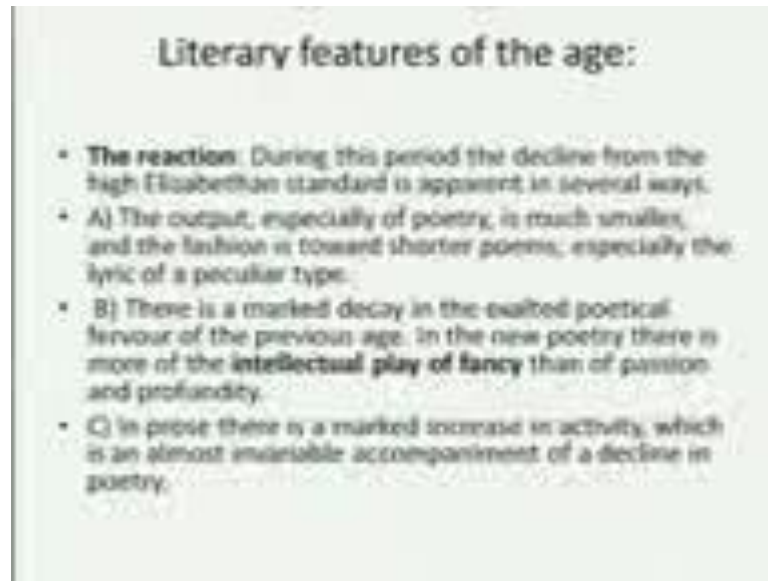 Literary features of the age:
• The reaction: During this period the decline from the
high Elizabethan standard is apparent in several ways.
• A) The output, especially of poetry, is much smaller,
and the fashion is toward shorter poems, especially the
lyric of a peculiar type.
• B) There is a marked decay in the exalted poetical
fervour of the previous age. In the new poetry there is
more of the intellectual play of fancy than of passion
and profundity.
• C) In prose there is a marked increase in activity, which
is an almost invariable accompaniment of a decline in
poetry.